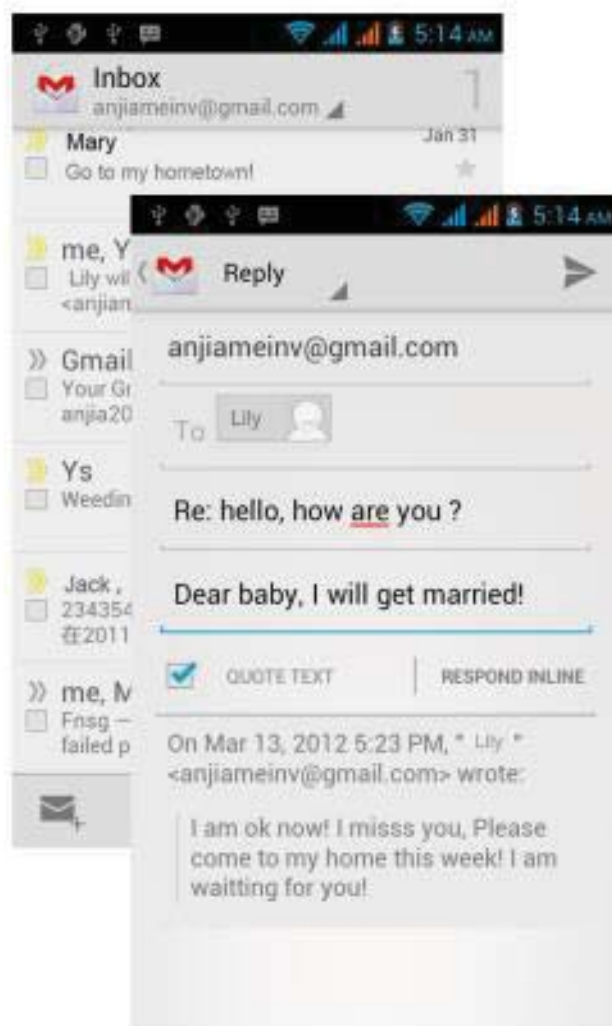 5:14 AM
Inbox
anjiameinv@gmail.com
Mary
Jan 31
Go to my hometown!
me, Y
Lily wil
<anjian
Gmail
Your Gr
anjia20
Ys
Weedin
Jack ,
234354
在2011
me, M
Fnsg —
failed p
5:14 AM
Reply
anjiameinv@gmail.com
To Lily
Re: hello, how are you ?
Dear baby, I will get married!
QUOTE TEXT RESPOND INLINE
On Mar 13, 2012 5:23 PM, " Lily "
<anjiameinv@gmail.com> wrote:
I am ok now! I misss you, Please
come to my home this week! I am
waitting for you!